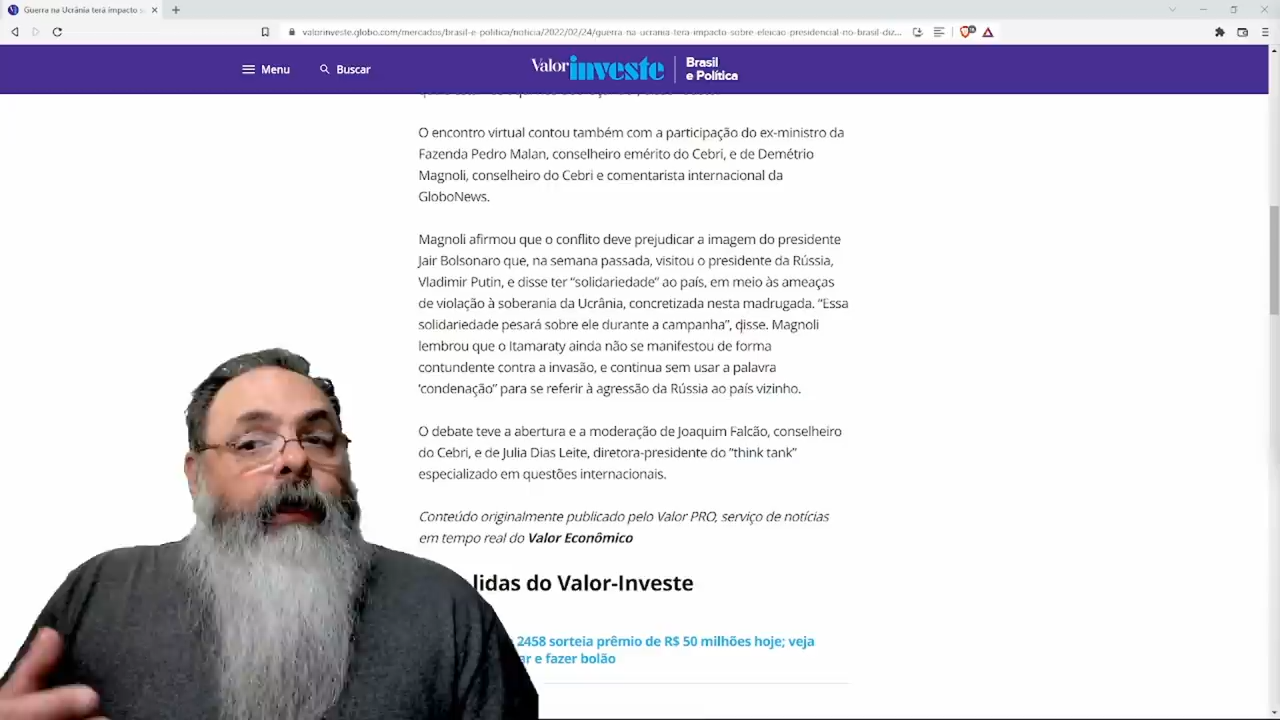 Guerra na Ucrânia terá impacto s
valorinveste.globo.com/mercados/brasil-e-politica/noticia/2022/02/24/guerra-na-ucrania-tera-impacto-sobre-eleicao-presidencial-no-brasil-diz...
Menu
Buscar
Valor investe
Brasil
e Política
O encontro virtual contou também com a participação do ex-ministro da
Fazenda Pedro Malan, conselheiro emérito do Cebri, e de Demétrio
Magnoli, conselheiro do Cebri e comentarista internacional da
GloboNews.
Magnoli afirmou que o conflito deve prejudicar a imagem do presidente
Jair Bolsonaro que, na semana passada, visitou o presidente da Rússia,
Vladimir Putin, e disse ter “solidariedade” ao país, em meio às ameaças
de violação à soberania da Ucrânia, concretizada nesta madrugada. “Essa
solidariedade pesará sobre ele durante a campanha”, disse. Magnoli
lembrou que o Itamaraty ainda não se manifestou de forma
contundente contra a invasão, e continua sem usar a palavra
‘condenação” para se referir à agressão da Rússia ao país vizinho.
O debate teve a abertura e a moderação de Joaquim Falcão, conselheiro
do Cebri, e de Julia Dias Leite, diretora-presidente do “think tank”
especializado em questões internacionais.
Conteúdo originalmente publicado pelo Valor PRO, serviço de notícias
em tempo real do Valor Econômico
lidas do Valor-Investe
2458 sorteia prêmio de R$ 50 milhões hoje; veja
ar e fazer bolão